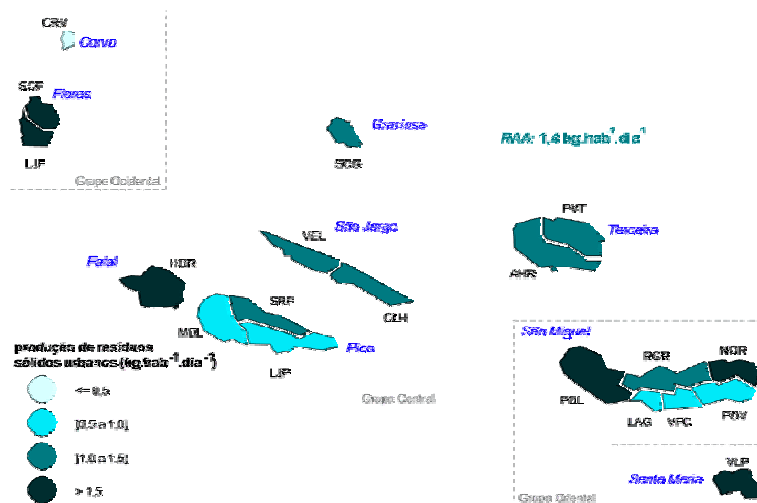 CRV
Corvo
SCF
Flores
LJF
Grupo Ocidental
Graciosa
SCG
RAA: 1,4 kg.hab⁻¹.dia⁻¹
São Jorge
VEL
CLH
PVT
Terceira
AHR
Faial
HOR
SRP
MDL
LJP
Pico
Grupo Central
produção de resíduos
sólidos urbanos (kg.hab⁻¹.dia⁻¹)
<= 0,5
]0,5 a 1,0]
]1,0 a 1,5]
> 1,5
São Miguel
RGR
NOR
PDL
LAG
VFC
POV
VLP
Santa Maria
Grupo Oriental